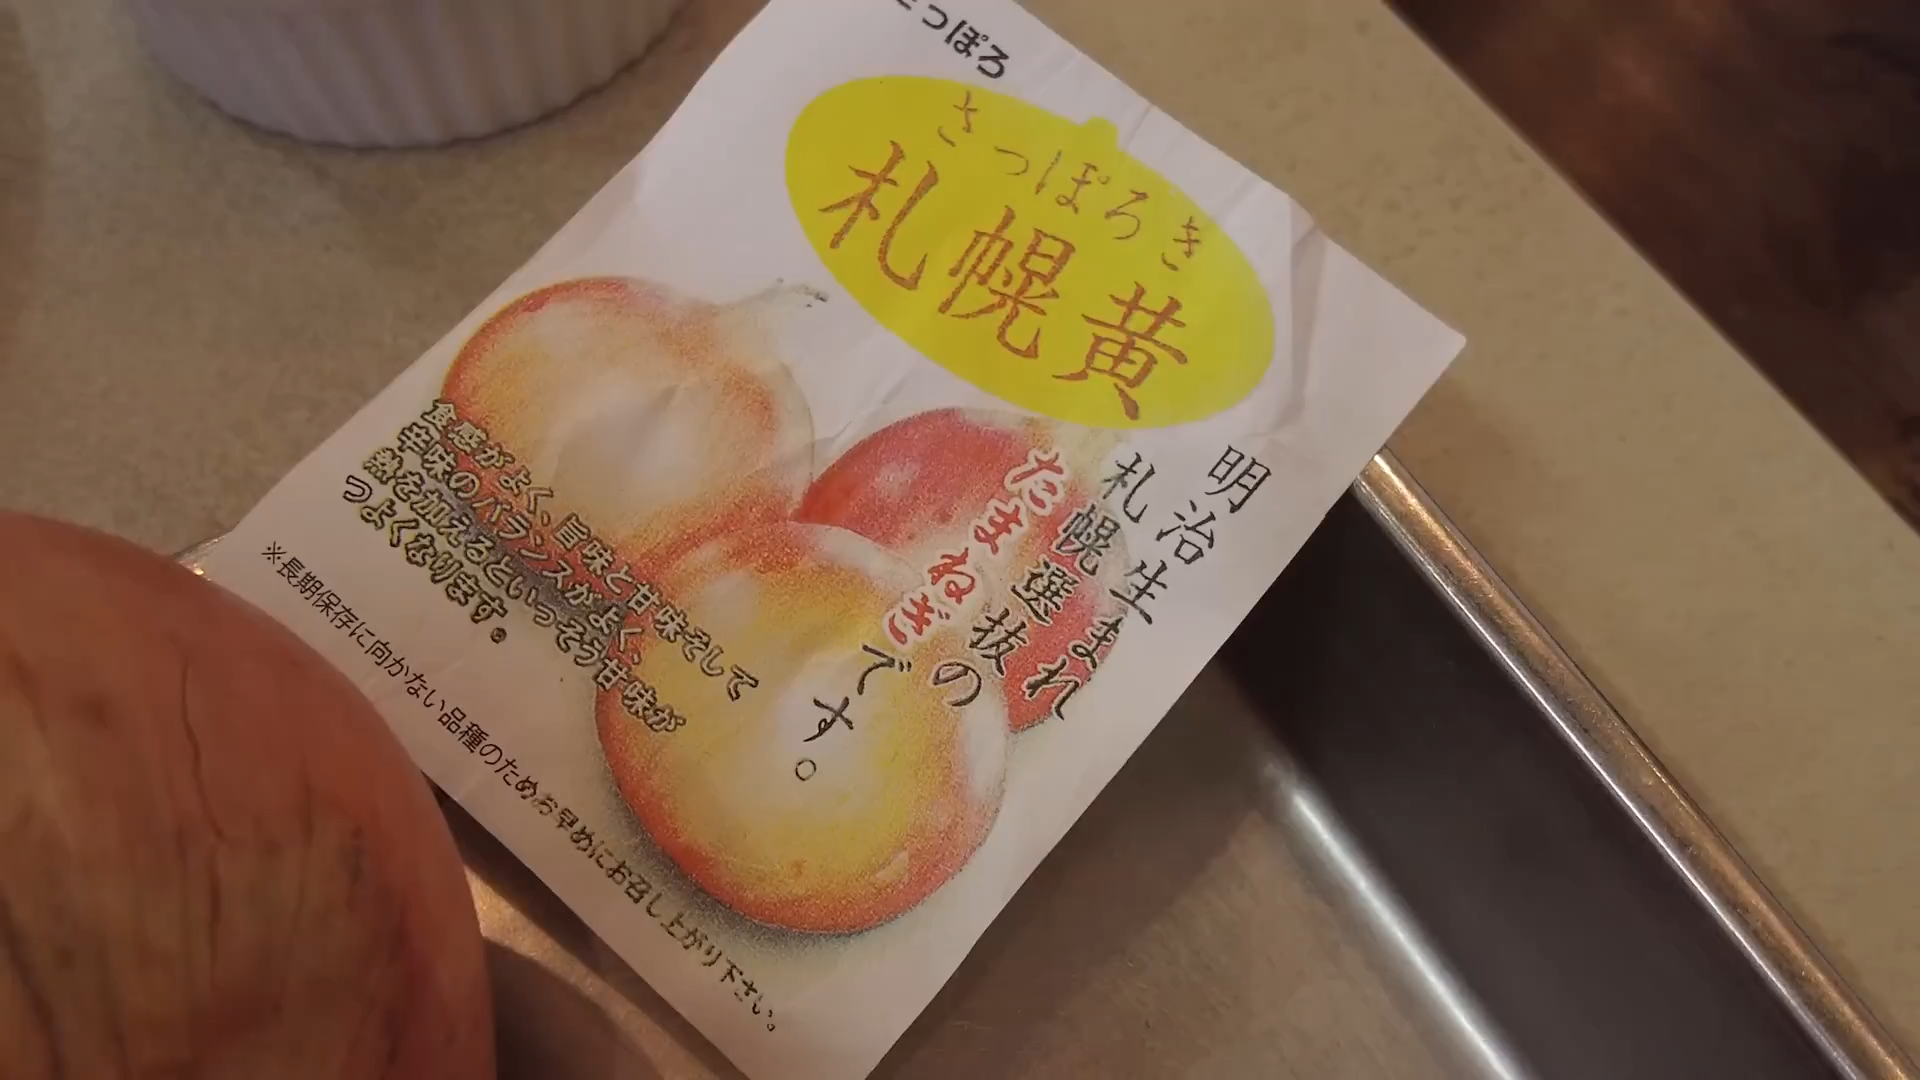 っぽろ
さっぽろき
札幌黄
明治生まれ
札幌選抜の
たまねぎです。
食感がよく、旨味と甘味そして
辛味のバランスがよく、
熱を加えるといっそう甘味が
つよくなります。
※長期保存に向かない品種のためお早めにお召し上がり下さい。